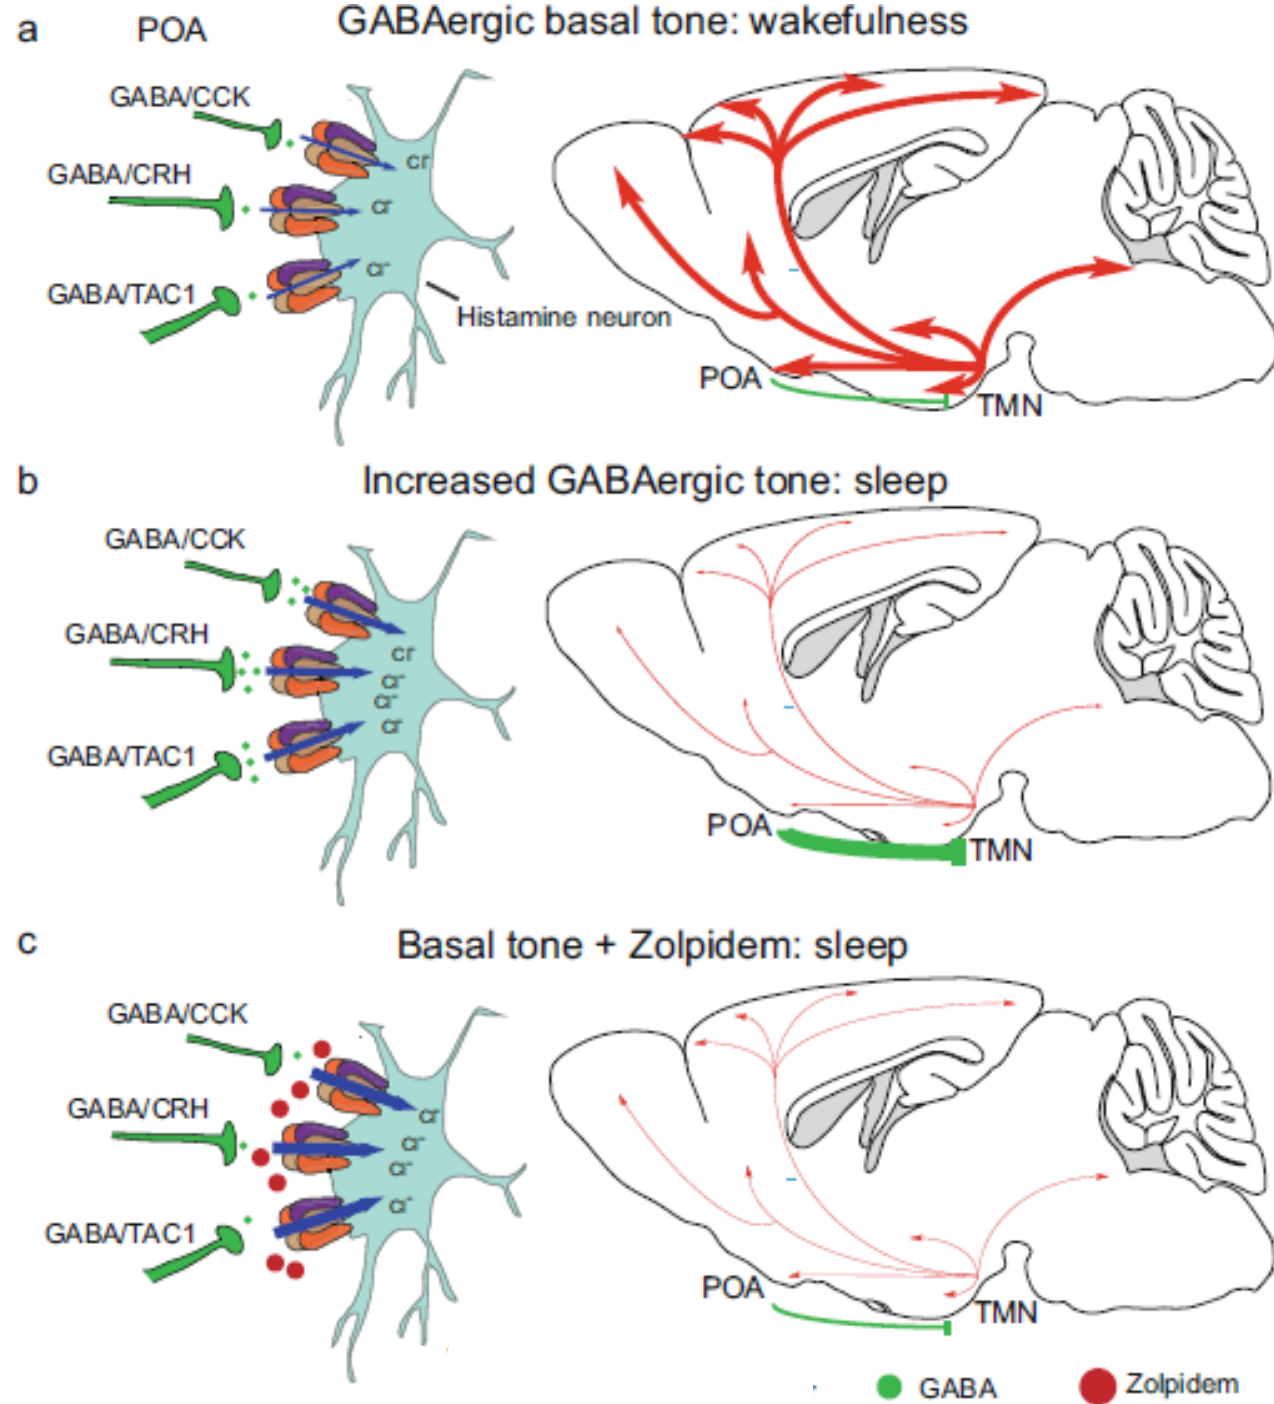 a POA GABAergic basal tone: wakefulness
GABA/CCK
GABA/CRH
GABA/TAC1
Cl-
Cl-
Cl-
Histamine neuron
POA
TMN
b Increased GABAergic tone: sleep
GABA/CCK
GABA/CRH
GABA/TAC1
Cl-
Cl-
Cl-
Cl-
POA
TMN
c Basal tone + Zolpidem: sleep
GABA/CCK
GABA/CRH
GABA/TAC1
Cl-
Cl-
Cl-
Cl-
POA
TMN
GABA Zolpidem